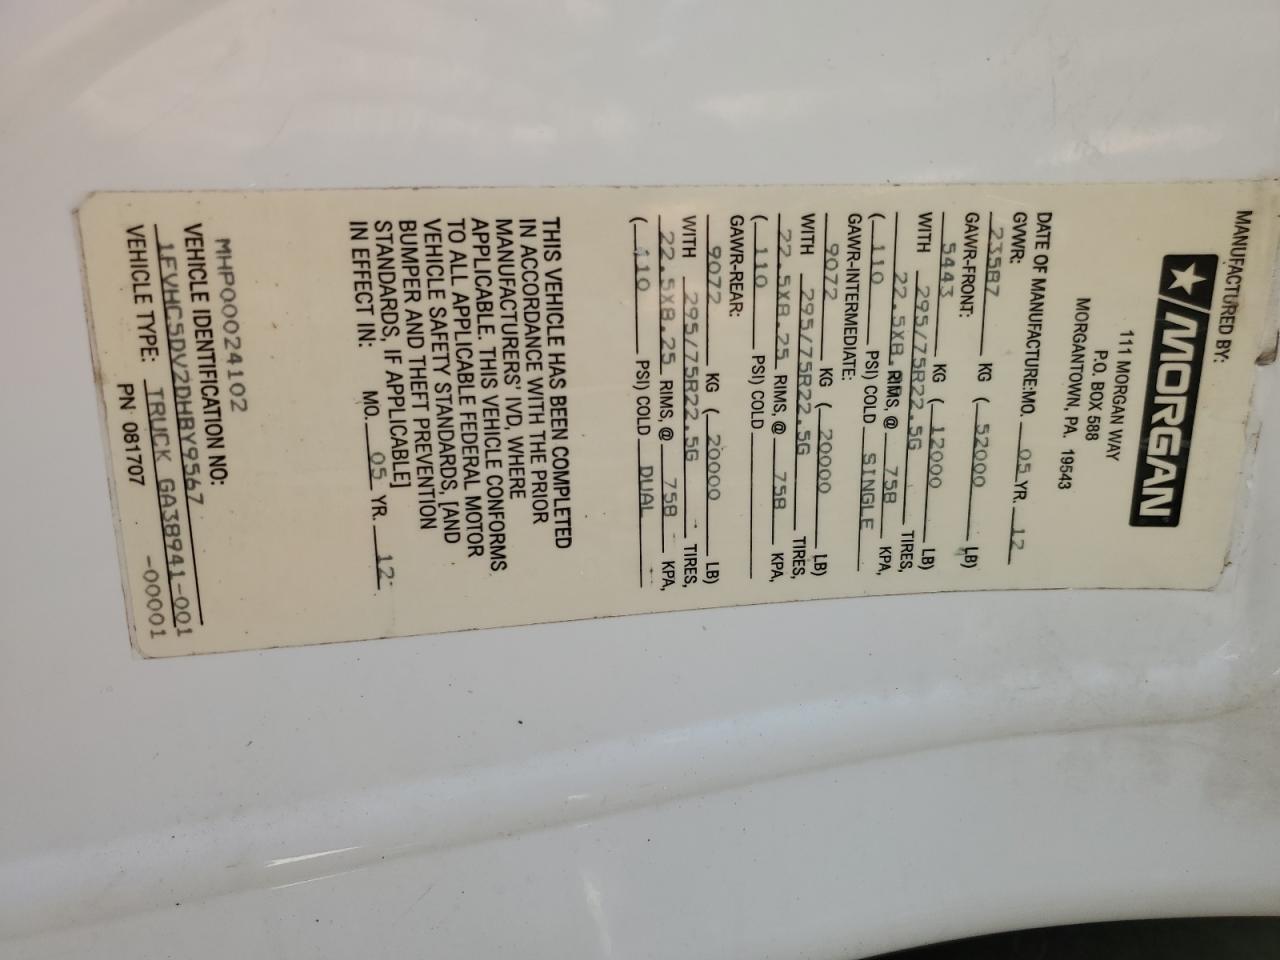 MANUFACTURED BY:
MORGAN
111 MORGAN WAY
P.O. BOX 588
MORGANTOWN, PA. 19543
DATE OF MANUFACTURE:MO. 05 YR. 12
GVWR:
23587 KG ( 52000 LB)
GAWR-FRONT:
5443 KG ( 12000 LB)
WITH 295/75R22.5G TIRES,
22.5X8. RIMS, @ 758 KPA,
( 110 PSI) COLD SINGLE
GAWR-INTERMEDIATE:
9072 KG ( 20000 LB)
WITH 295/75R22.5G TIRES,
22.5X8.25 RIMS, @ 758 KPA,
( 110 PSI) COLD
GAWR-REAR:
9072 KG ( 20000 LB)
WITH 295/75R22.5G TIRES,
22.5X8.25 RIMS, @ 758 KPA,
( 110 PSI) COLD DUAL
THIS VEHICLE HAS BEEN COMPLETED
IN ACCORDANCE WITH THE PRIOR
MANUFACTURERS' IVD, WHERE
APPLICABLE. THIS VEHICLE CONFORMS
TO ALL APPLICABLE FEDERAL MOTOR
VEHICLE SAFETY STANDARDS, [AND
BUMPER AND THEFT PREVENTION
STANDARDS, IF APPLICABLE]
IN EFFECT IN: MO. 05 YR. 12
MHP00024102
VEHICLE IDENTIFICATION NO:
1FVHC5DV2DHBY9567
VEHICLE TYPE: TRUCK GA38941-001
PN 081707 -00001